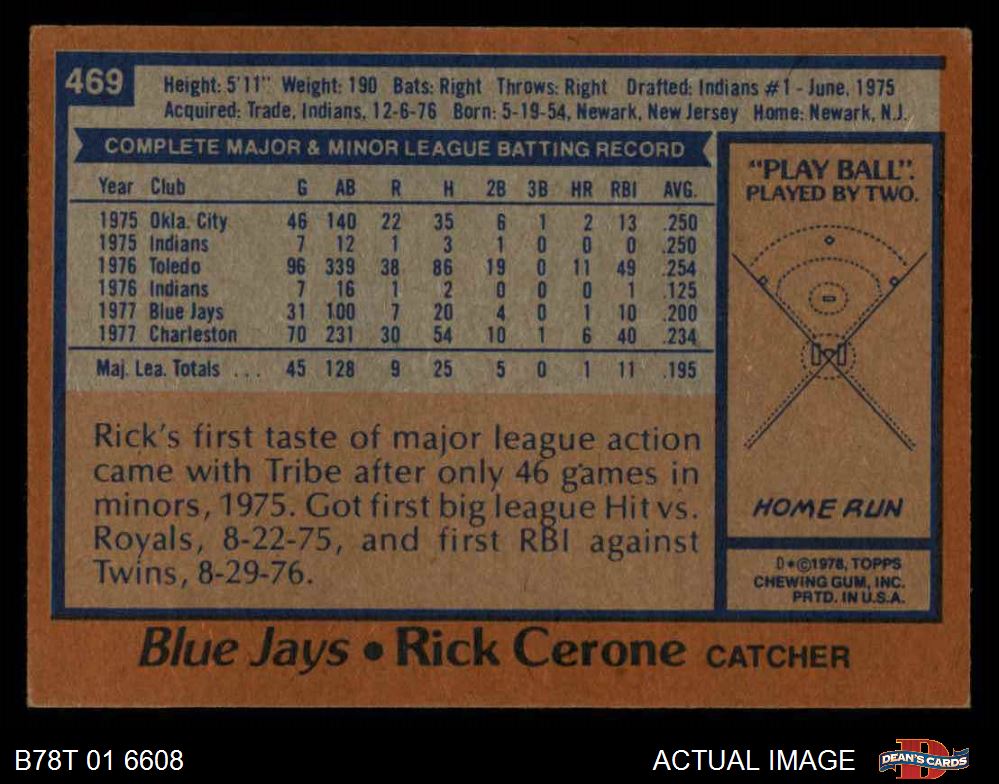 469
Height: 5'11" Weight: 190 Bats: Right Throws: Right Drafted: Indians #1 - June, 1975
Acquired: Trade, Indians, 12-6-76 Born: 5-19-54, Newark, New Jersey Home: Newark, N.J.
COMPLETE MAJOR & MINOR LEAGUE BATTING RECORD
Year Club G AB R H 2B 3B HR RBI AVG.
1975 Okla. City 46 140 22 35 6 1 2 13 .250
1975 Indians 7 12 1 3 1 0 0 0 .250
1976 Toledo 96 339 38 86 19 0 11 49 .254
1976 Indians 7 16 1 2 0 0 0 1 .125
1977 Blue Jays 31 100 7 20 4 0 1 10 .200
1977 Charleston 70 231 30 54 10 1 6 40 .234
Maj. Lea. Totals ... 45 128 9 25 5 0 1 11 .195
Rick's first taste of major league action
came with Tribe after only 46 games in
minors, 1975. Got first big league Hit vs.
Royals, 8-22-75, and first RBI against
Twins, 8-29-76.
"PLAY BALL".
PLAYED BY TWO.
HOME RUN
D*©1978, TOPPS
CHEWING GUM, INC.
PRTD. IN U.S.A.
Blue Jays • Rick Cerone CATCHER
B78T 01 6608
ACTUAL IMAGE
DEAN'S CARDS